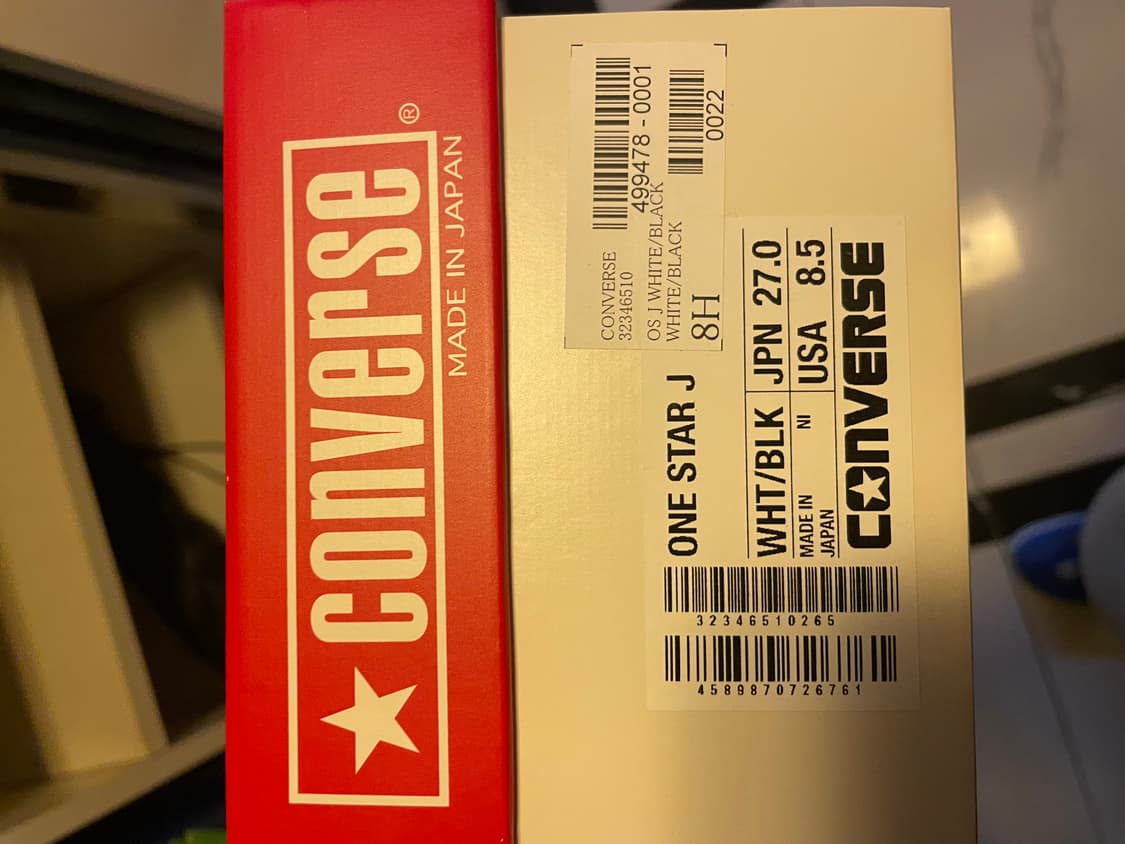 converse®
MADE IN JAPAN
499478-0001
0022
CONVERSE
32346510
OS J WHITE/BLACK
WHITE/BLACK
8H
ONE STAR J
WHT/BLK JPN 27.0
MADE IN JAPAN NI USA 8.5
CONVERSE
32346510265
4589870726761